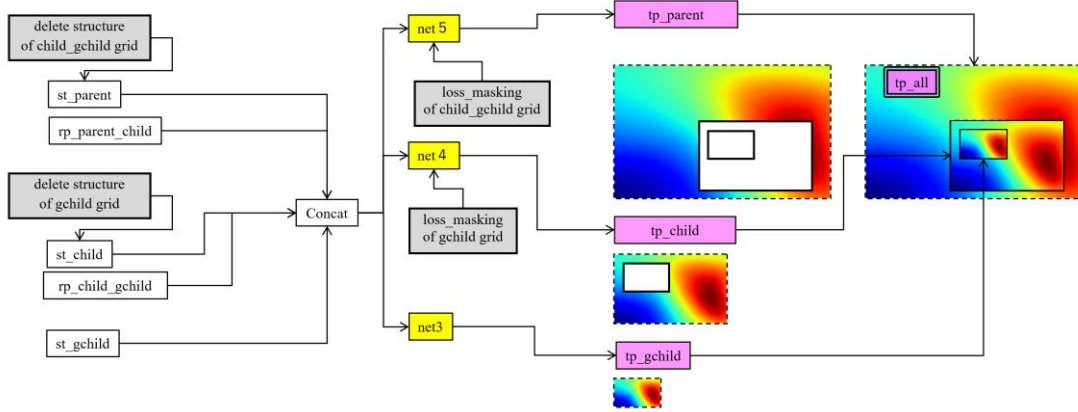 delete structure
of child_gchild grid
st_parent
rp_parent_child
delete structure
of gchild grid
st_child
rp_child_gchild
st_gchild
Concat
net 5
loss_masking
of child_gchild grid
net 4
loss_masking
of gchild grid
net3
tp_parent
tp_child
tp_gchild
tp_all